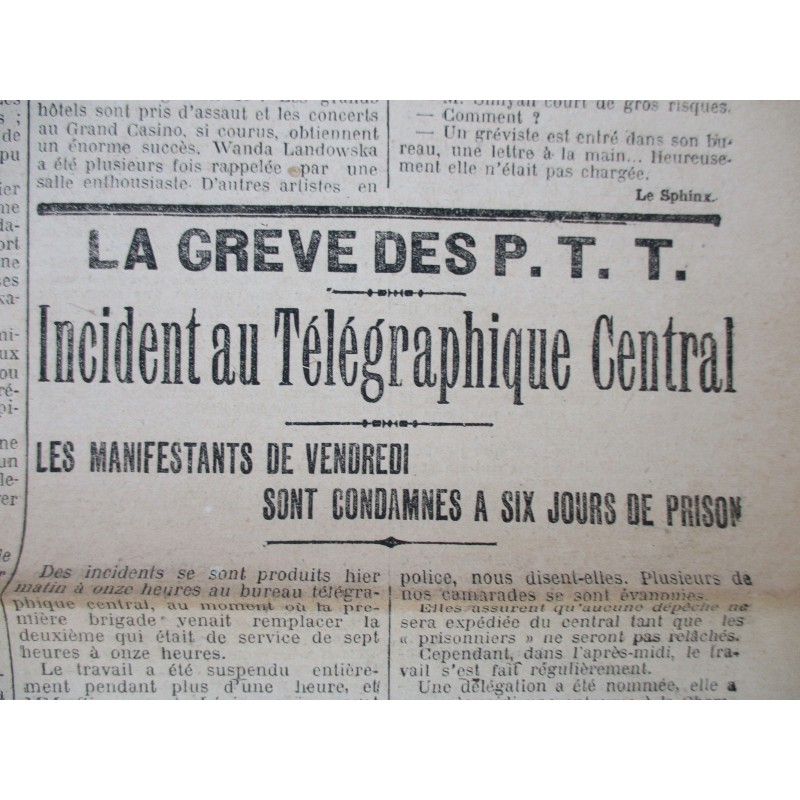 hôtels sont pris d'assaut et les concerts
au Grand Casino, si courus, obtiennent
un énorme succès. Wanda Landowska
a été plusieurs fois rappelée par une
salle enthousiaste. D'autres artistes en
court de gros risques.
— Comment ?
— Un gréviste est entré dans son bu-
reau, une lettre à la main... Heureuse-
ment elle n'était pas chargée.
Le Sphinx.
LA GRÈVE DES P. T. T.
Incident au Télégraphique Central
LES MANIFESTANTS DE VENDREDI
SONT CONDAMNES A SIX JOURS DE PRISON
Des incidents se sont produits hier
matin à onze heures au bureau télégra-
phique central, au moment où la pre-
mière brigade venait remplacer la
deuxième qui était de service de sept
heures à onze heures.
Le travail a été suspendu entière-
ment pendant plus d'une heure, et
police, nous disent-elles. Plusieurs de
nos camarades se sont évanouies.
Elles assurent qu'aucune dépêche ne
sera expédiée du central tant que les
« prisonniers » ne seront pas relâchés.
Cependant, dans l'après-midi, le tra-
vail s'est fait régulièrement.
Une délégation a été nommée, elle a